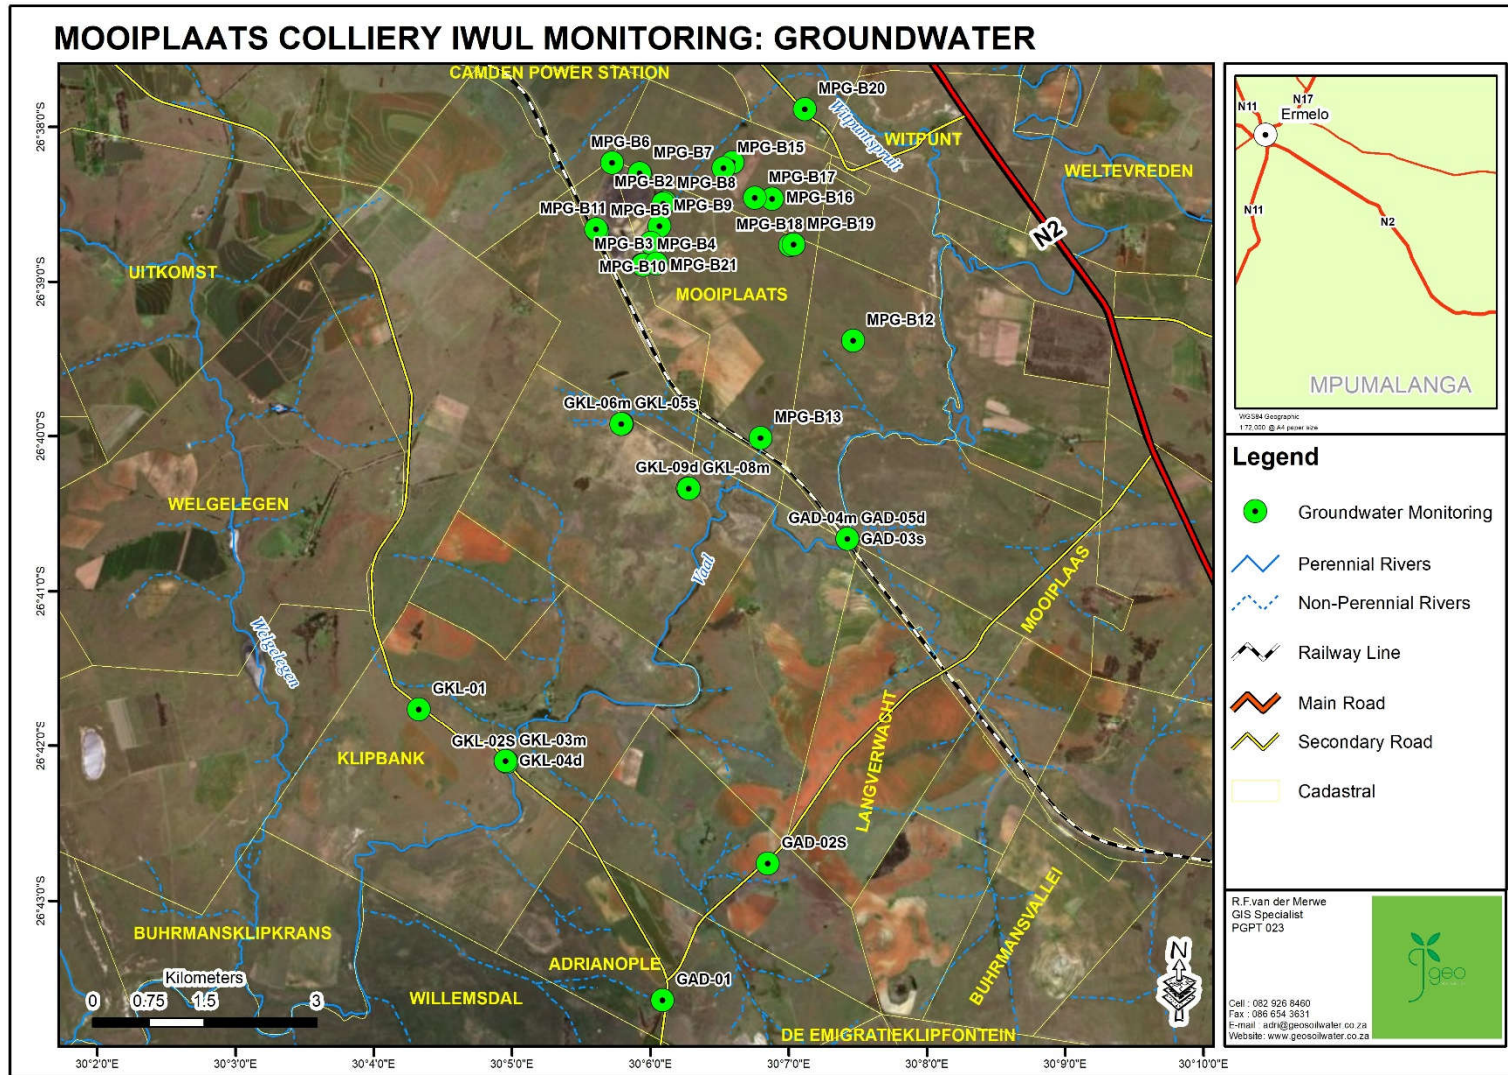 MOOIPLAATS COLLIERY IWUL MONITORING: GROUNDWATER
CAMDEN POWER STATION
MPG-B20
Witpuntspruit
WITPUNT
WELTEVREDEN
MPG-B6
MPG-B7
MPG-B15
MPG-B2
MPG-B8
MPG-B17
MPG-B11
MPG-B5
MPG-B9
MPG-B16
MPG-B18
MPG-B19
MPG-B3
MPG-B4
MPG-B10
MPG-B21
N2
UITKOMST
MOOIPLAATS
MPG-B12
GKL-06m GKL-05s
MPG-B13
GKL-09d GKL-08m
WELGELEGEN
GAD-04m GAD-05d
GAD-03s
Vaal
MOOIPLAAS
Welgelegen
GKL-01
LANGVERWACHT
KLIPBANK
GKL-02S GKL-03m
GKL-04d
GAD-02S
BUHRMANSVALLEI
BUHRMANSKLIPKRANS
ADRIANOPLE
GAD-01
WILLEMSDAL
DE EMIGRATIEKLIPFONTEIN
Kilometers
0 0.75 1.5 3
N
26°38'0"S
26°39'0"S
26°40'0"S
26°41'0"S
26°42'0"S
26°43'0"S
30°2'0"E 30°3'0"E 30°4'0"E 30°5'0"E 30°6'0"E 30°7'0"E 30°8'0"E 30°9'0"E 30°10'0"E
N11
N17
Ermelo
N11
N2
MPUMALANGA
WGS84 Geographic
1:72,000 @ A4 paper size
Legend
Groundwater Monitoring
Perennial Rivers
Non-Perennial Rivers
Railway Line
Main Road
Secondary Road
Cadastral
R.F.van der Merwe
GIS Specialist
PGPT 023
Cell : 082 926 8460
Fax : 086 654 3631
E-mail : adri@geosoilwater.co.za
Website: www.geosoilwater.co.za
geo